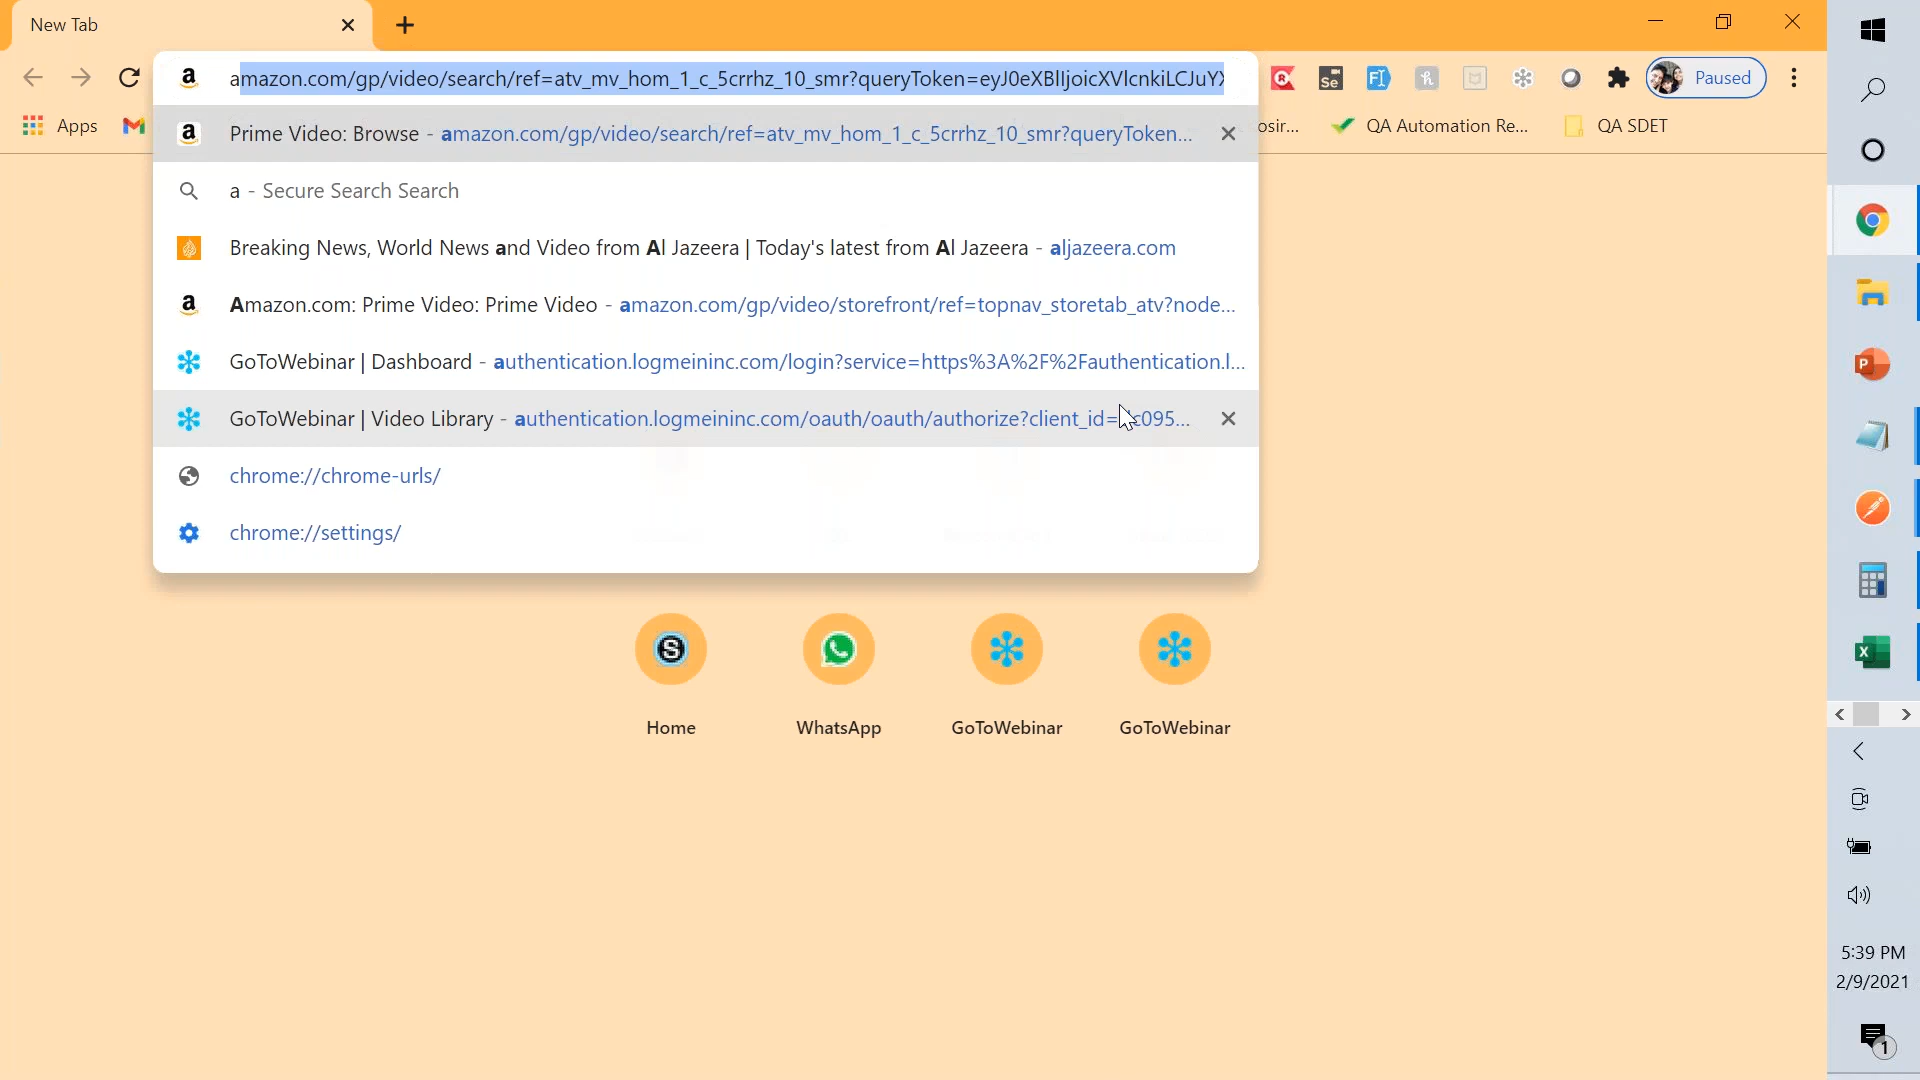 New Tab
amazon.com/gp/video/search/ref=atv_mv_hom_1_c_5crrhz_10_smr?queryToken=eyJ0eXBlIjoicXVlcnkiLCJuYX
Paused
Apps
QA Automation Re...
QA SDET
Prime Video: Browse - amazon.com/gp/video/search/ref=atv_mv_hom_1_c_5crrhz_10_smr?queryToken...
a - Secure Search Search
Breaking News, World News and Video from Al Jazeera | Today's latest from Al Jazeera - aljazeera.com
Amazon.com: Prime Video: Prime Video - amazon.com/gp/video/storefront/ref=topnav_storetab_atv?node...
GoToWebinar | Dashboard - authentication.logmeininc.com/login?service=https%3A%2F%2Fauthentication.l...
GoToWebinar | Video Library - authentication.logmeininc.com/oauth/oauth/authorize?client_id=
chrome://chrome-urls/
chrome://settings/
Home
WhatsApp
GoToWebinar
GoToWebinar
5:39 PM
2/9/2021
1